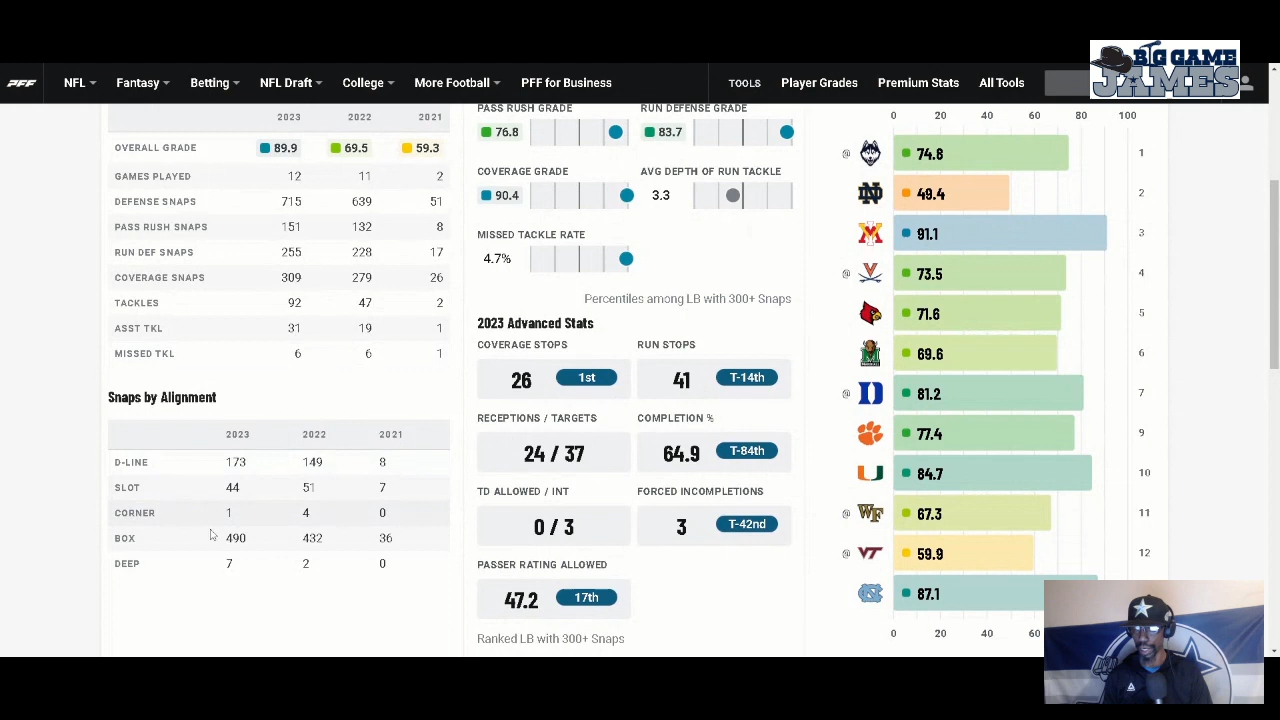 BIG GAME
JAMES
PFF NFL Fantasy Betting NFL Draft College More Football PFF for Business TOOLS Player Grades Premium Stats All Tools
2023 2022 2021
OVERALL GRADE 89.9 69.5 59.3
GAMES PLAYED 12 11 2
DEFENSE SNAPS 715 639 51
PASS RUSH SNAPS 151 132 8
RUN DEF SNAPS 255 228 17
COVERAGE SNAPS 309 279 26
TACKLES 92 47 2
ASST TKL 31 19 1
MISSED TKL 6 6 1
Snaps by Alignment
2023 2022 2021
D-LINE 173 149 8
SLOT 44 51 7
CORNER 1 4 0
BOX 490 432 36
DEEP 7 2 0
PASS RUSH GRADE RUN DEFENSE GRADE
76.8 83.7
COVERAGE GRADE AVG DEPTH OF RUN TACKLE
90.4 3.3
MISSED TACKLE RATE
4.7%
Percentiles among LB with 300+ Snaps
2023 Advanced Stats
COVERAGE STOPS RUN STOPS
26 1st 41 T-14th
RECEPTIONS / TARGETS COMPLETION %
24 / 37 64.9 T-84th
TD ALLOWED / INT FORCED INCOMPLETIONS
0 / 3 3 T-42nd
PASSER RATING ALLOWED
47.2 17th
Ranked LB with 300+ Snaps
0 20 40 60 80 100
@ 74.8 1
ND 49.4 2
91.1 3
@ V 73.5 4
71.6 5
M 69.6 6
@ D 81.2 7
77.4 9
U 84.7 10
@ WF 67.3 11
@ VT 59.9 12
NC 87.1
0 20 40 60